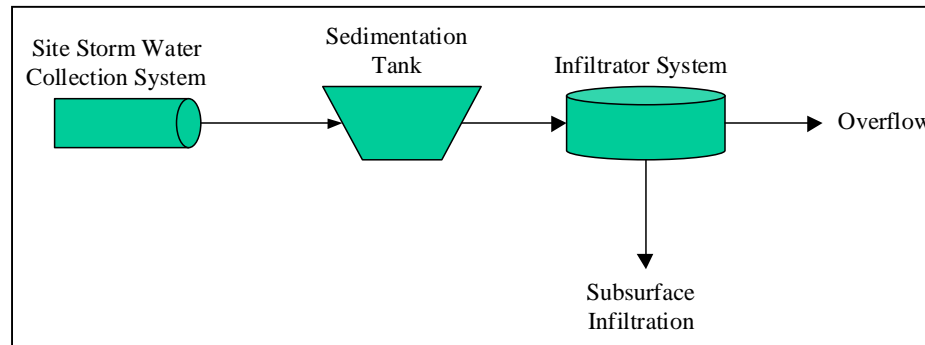 Site Storm Water
Collection System
Sedimentation
Tank
Infiltrator System
Overflow
Subsurface
Infiltration